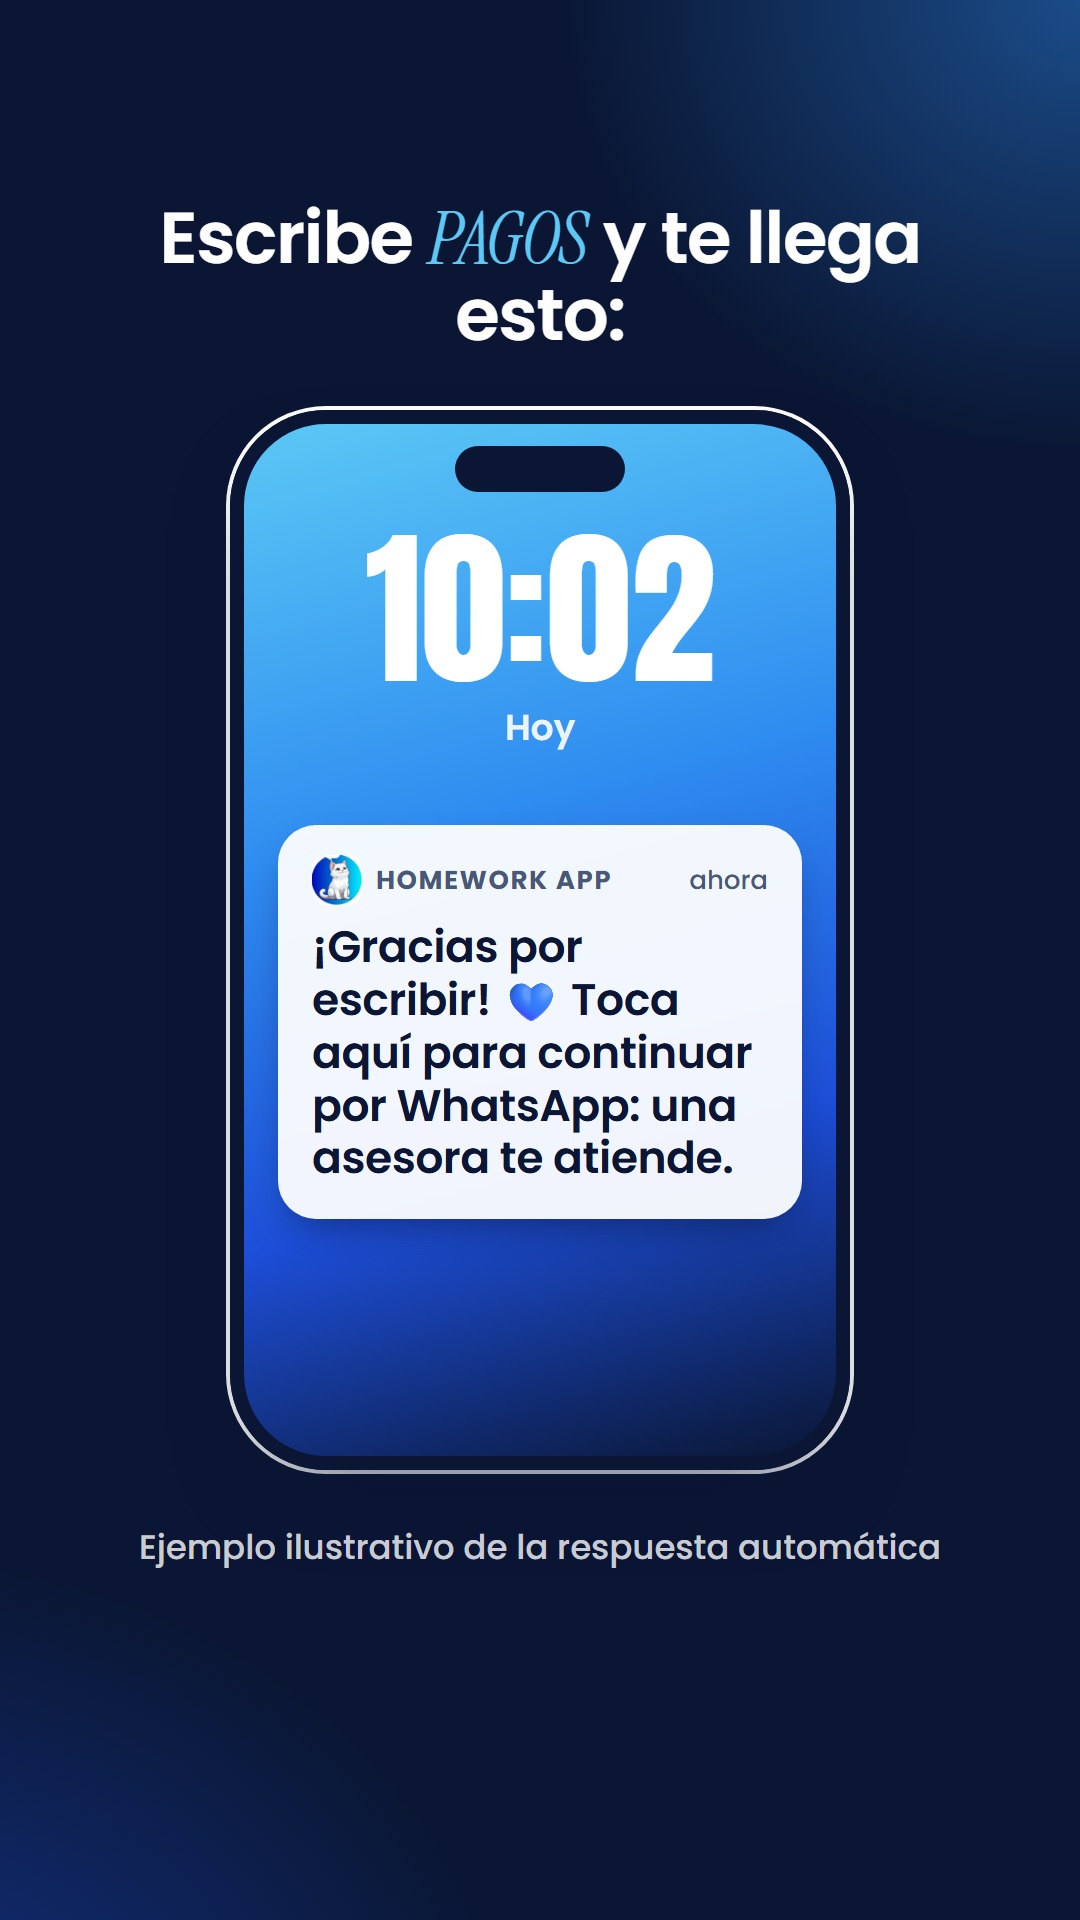 Escribe PAGOS y te llega
esto:
10:02
Hoy
HOMEWORK APP ahora
¡Gracias por
escribir! 💙 Toca
aquí para continuar
por WhatsApp: una
asesora te atiende.
Ejemplo ilustrativo de la respuesta automática